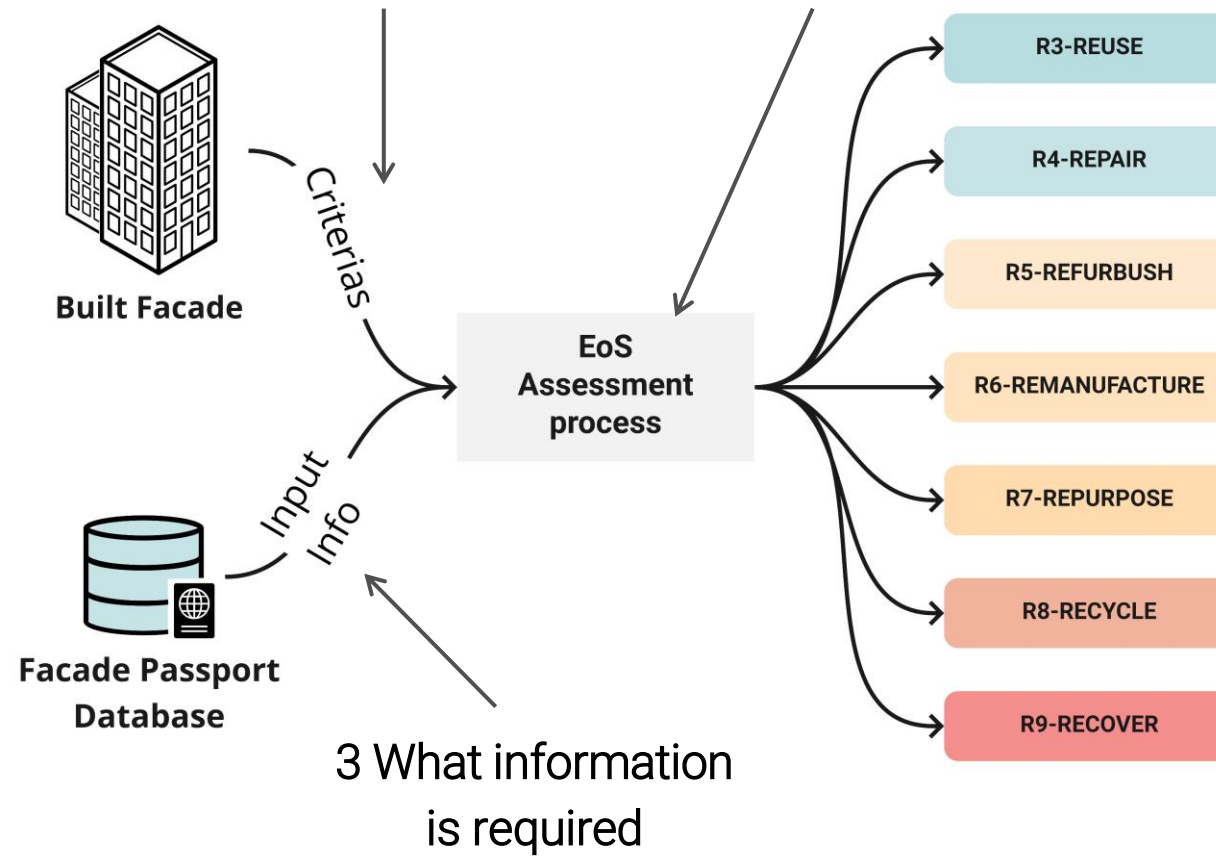 Built Facade
Criterias
Facade Passport
Database
Input
Info
3 What information
is required
EoS
Assessment
process
R3-REUSE
R4-REPAIR
R5-REFURBUSH
R6-REMANUFACTURE
R7-REPURPOSE
R8-RECYCLE
R9-RECOVER